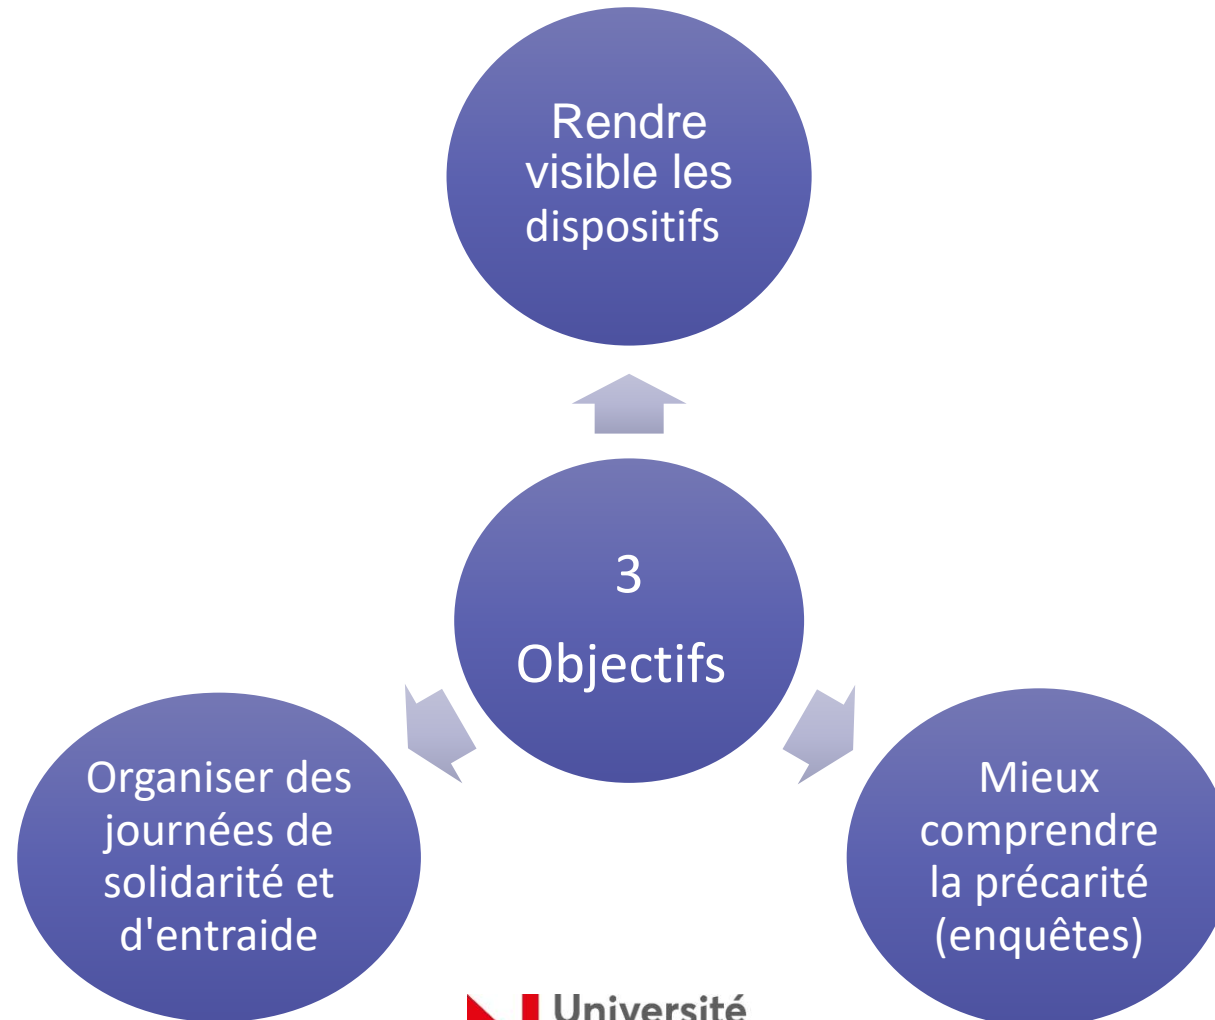 Rendre
visible les
dispositifs
3
Objectifs
Organiser des
journées de
solidarité et
d'entraide
Mieux
comprendre
la précarité
(enquêtes)
Université